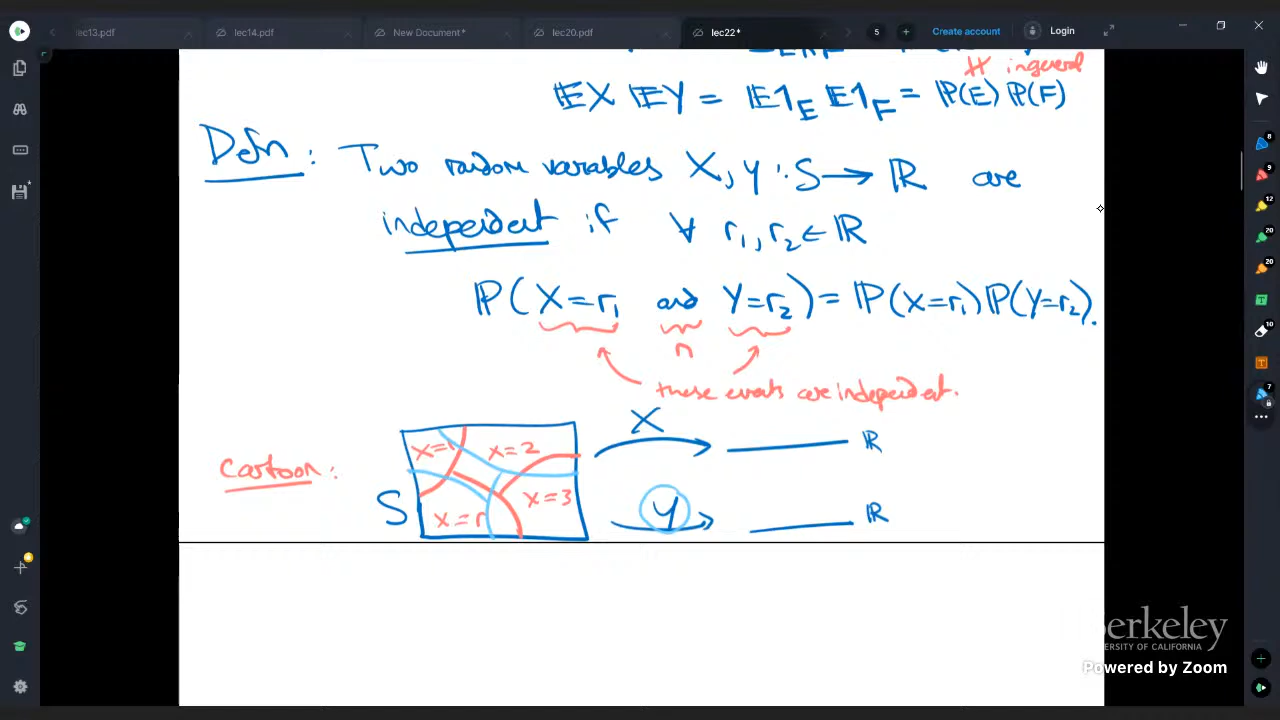 lec13.pdf lec14.pdf New Document* lec20.pdf lec22* 5 + Create account Login
# in general
𝔼X 𝔼Y = 𝔼1_E 𝔼1_F = ℙ(E) ℙ(F)
Defn: Two random variables X, Y : S → ℝ are
independent if ∀ r₁, r₂ ∈ ℝ
ℙ(X=r₁ and Y=r₂) = ℙ(X=r₁)ℙ(Y=r₂).
∩
these events are independent.
Cartoon:
S
x=2
x=3
x=r
X ℝ
Y ℝ
Berkeley
UNIVERSITY OF CALIFORNIA
Powered by Zoom